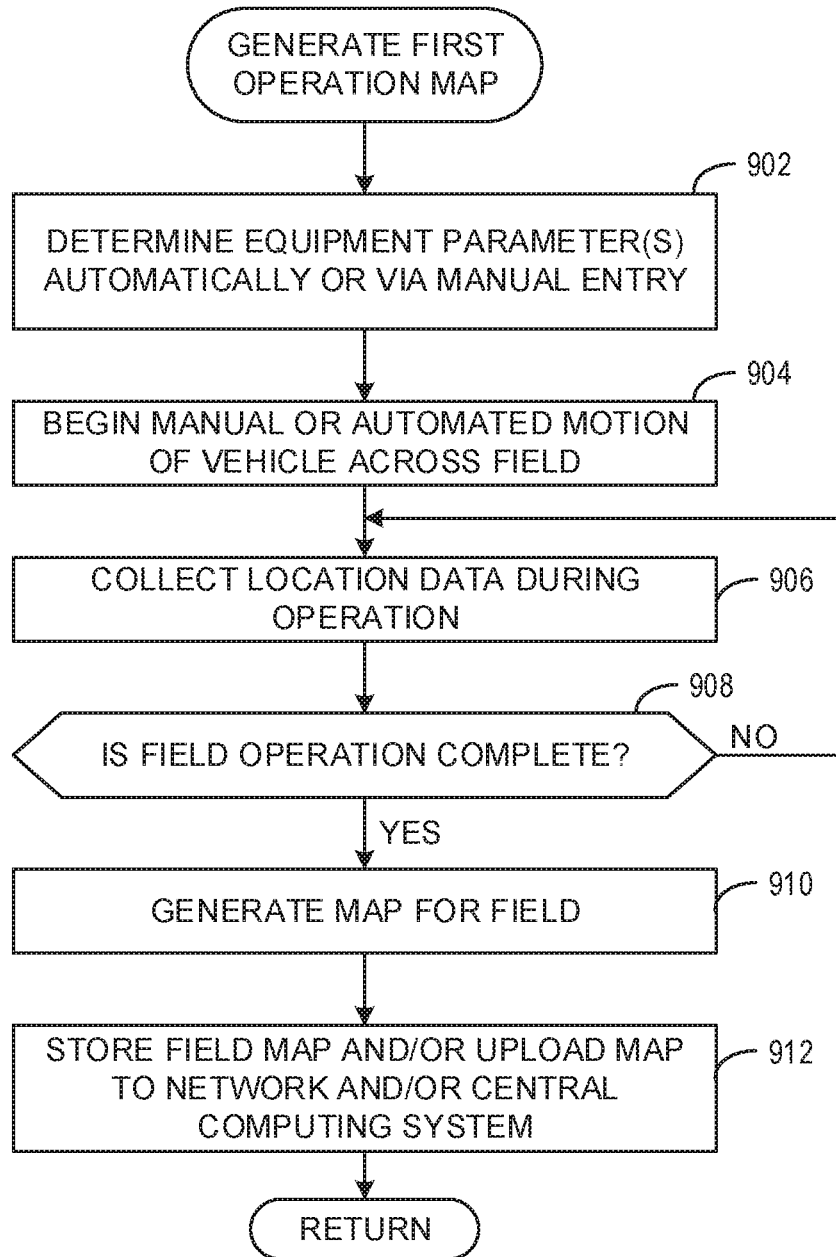 GENERATE FIRST
OPERATION MAP
902
DETERMINE EQUIPMENT PARAMETER(S)
AUTOMATICALLY OR VIA MANUAL ENTRY
904
BEGIN MANUAL OR AUTOMATED MOTION
OF VEHICLE ACROSS FIELD
COLLECT LOCATION DATA DURING
OPERATION
906
908
IS FIELD OPERATION COMPLETE?
NO
YES
GENERATE MAP FOR FIELD
910
STORE FIELD MAP AND/OR UPLOAD MAP
TO NETWORK AND/OR CENTRAL
COMPUTING SYSTEM
912
RETURN